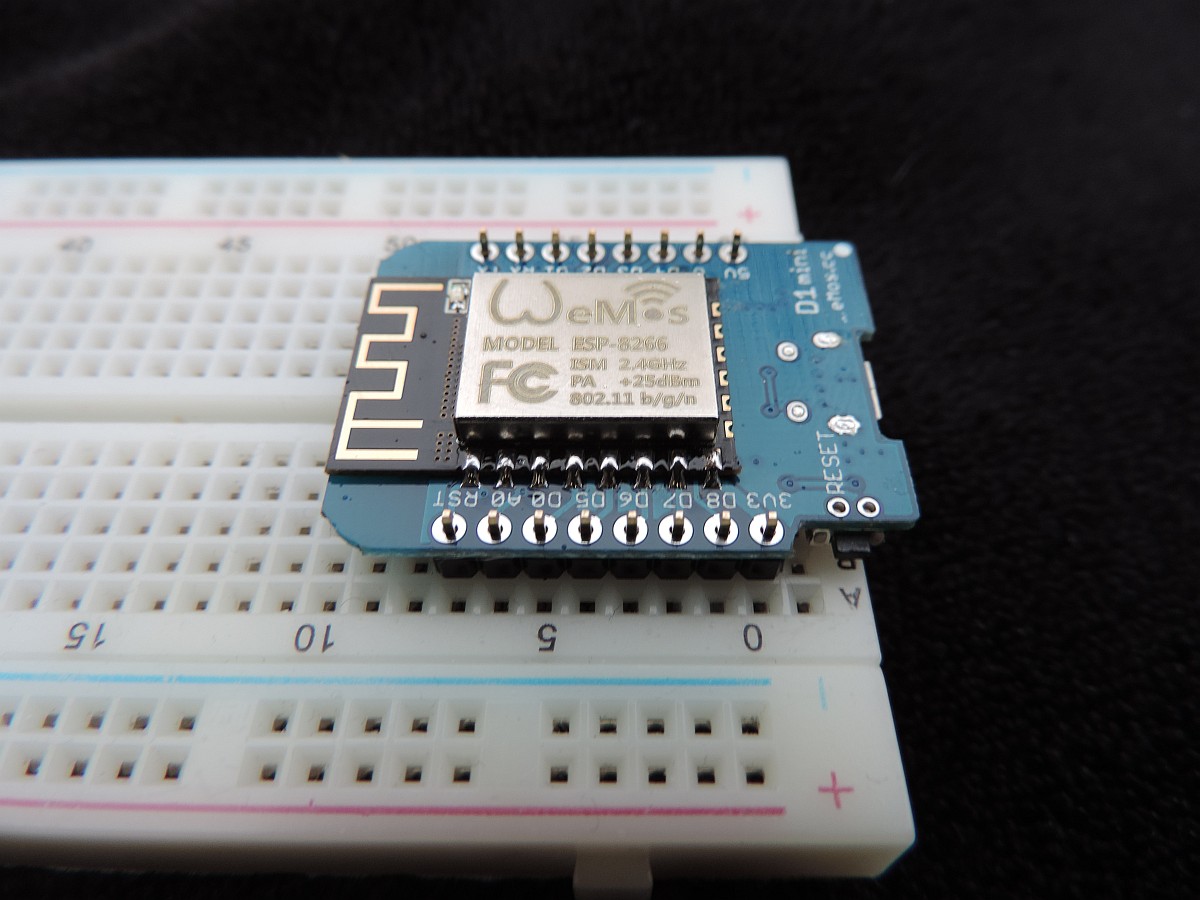 40 45 50
D1 mini
WeMos
MODEL ESP-8266
ISM 2.4GHz
FC PA +25dBm
802.11 b/g/n
RESET
RST A0 D0 D5 D6 D7 D8 3V3
A
15 10 5 0